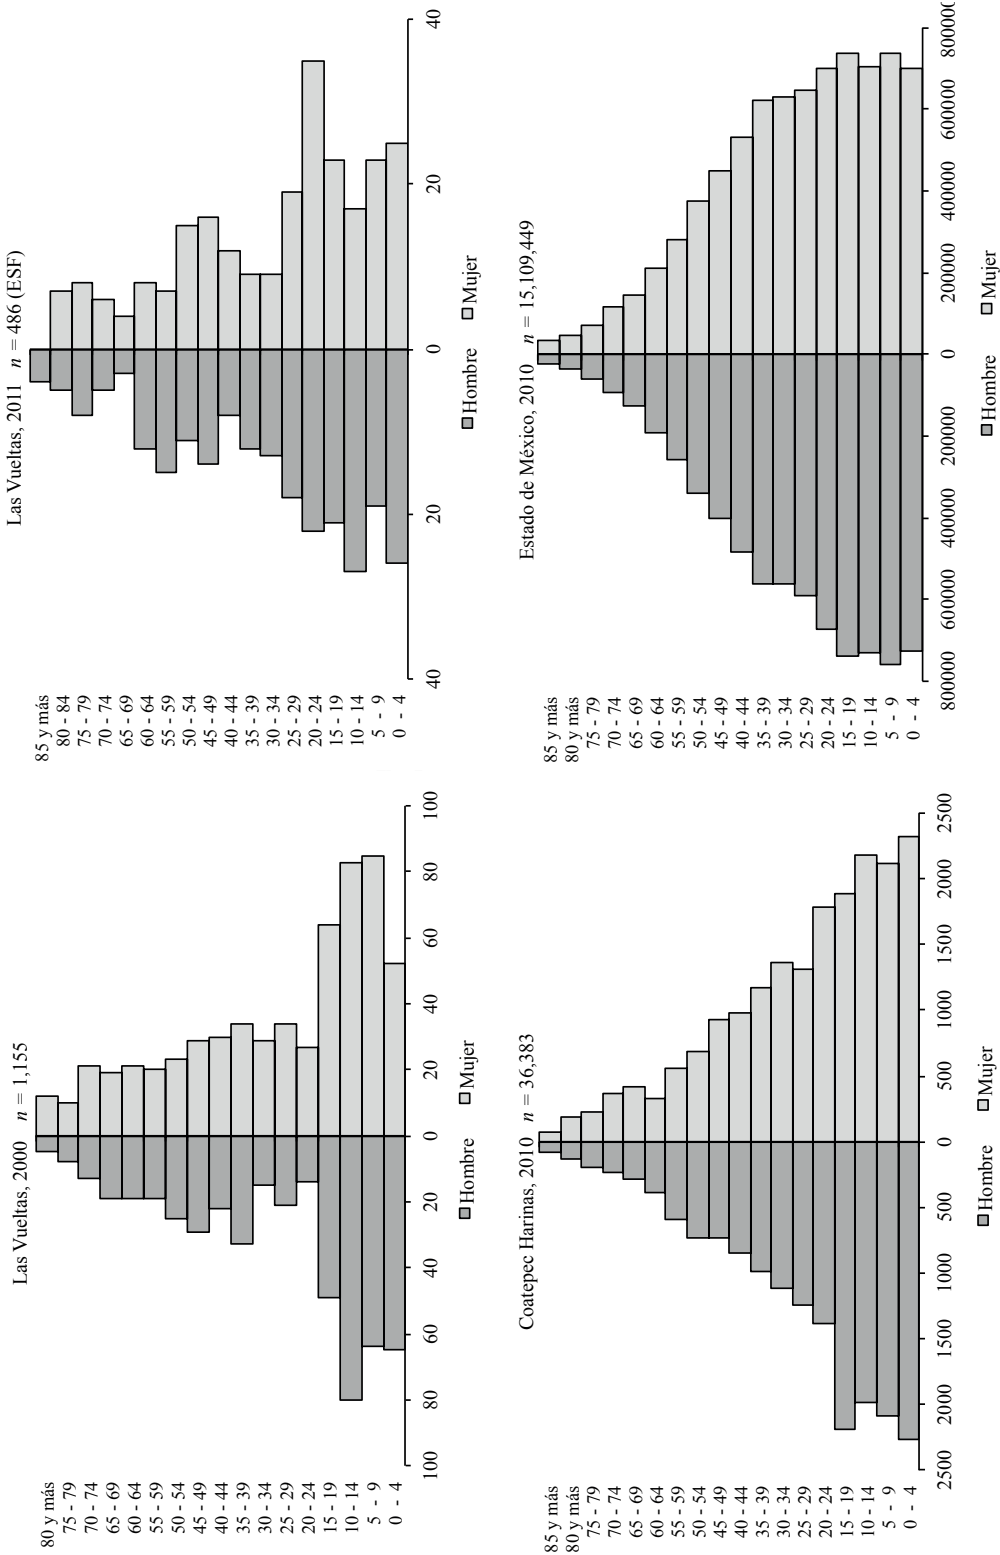 Las Vueltas, 2000 n = 1,155
80 y más
75 - 79
70 - 74
65 - 69
60 - 64
55 - 59
50 - 54
45 - 49
40 - 44
35 - 39
30 - 34
25 - 29
20 - 24
15 - 19
10 - 14
5 - 9
0 - 4
100 80 60 40 20 0 20 40 60 80 100
Hombre Mujer
Las Vueltas, 2011 n = 486 (ESF)
85 y más
80 - 84
75 - 79
70 - 74
65 - 69
60 - 64
55 - 59
50 - 54
45 - 49
40 - 44
35 - 39
30 - 34
25 - 29
20 - 24
15 - 19
10 - 14
5 - 9
0 - 4
40 20 0 20 40
Hombre Mujer
Coatepec Harinas, 2010 n = 36,383
85 y más
80 y más
75 - 79
70 - 74
65 - 69
60 - 64
55 - 59
50 - 54
45 - 49
40 - 44
35 - 39
30 - 34
25 - 29
20 - 24
15 - 19
10 - 14
5 - 9
0 - 4
2500 2000 1500 1000 500 0 500 1000 1500 2000 2500
Hombre Mujer
Estado de México, 2010 n = 15,109,449
85 y más
80 y más
75 - 79
70 - 74
65 - 69
60 - 64
55 - 59
50 - 54
45 - 49
40 - 44
35 - 39
30 - 34
25 - 29
20 - 24
15 - 19
10 - 14
5 - 9
0 - 4
800000 600000 400000 200000 0 200000 400000 600000 800000
Hombre Mujer